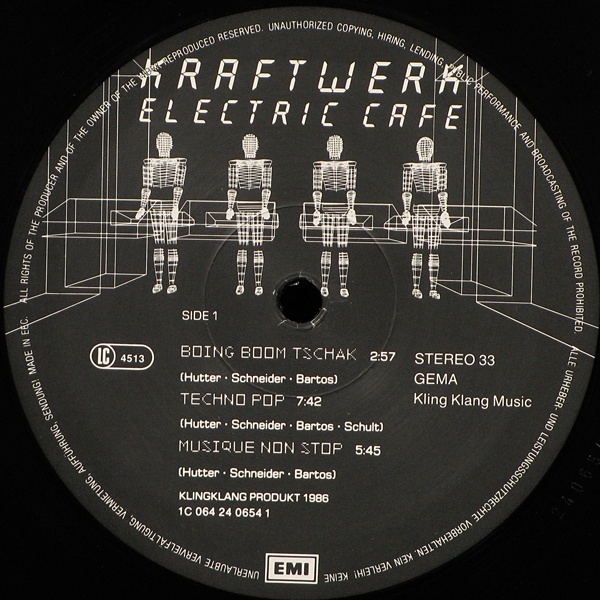 KRAFTWERK
ELECTRIC CAFE
SIDE 1
LC 4513
BOING BOOM TSCHAK 2:57
(Hutter · Schneider · Bartos)
TECHNO POP 7:42
(Hutter · Schneider · Bartos · Schult)
MUSIQUE NON STOP 5:45
(Hutter · Schneider · Bartos)
KLINGKLANG PRODUKT 1986
1C 064 24 0654 1
STEREO 33
GEMA
Kling Klang Music
EMI
ALL RIGHTS OF THE PRODUCER AND OF THE OWNER OF THE WORK REPRODUCED RESERVED. UNAUTHORIZED COPYING, HIRING, LENDING, PUBLIC PERFORMANCE AND BROADCASTING OF THE RECORD PROHIBITED.
ALLE URHEBER- UND LEISTUNGSSCHUTZRECHTE VORBEHALTEN. KEIN VERLEIH! KEINE UNERLAUBTE VERVIELFÄLTIGUNG, VERMIETUNG, AUFFÜHRUNG, SENDUNG! MADE IN EEC.